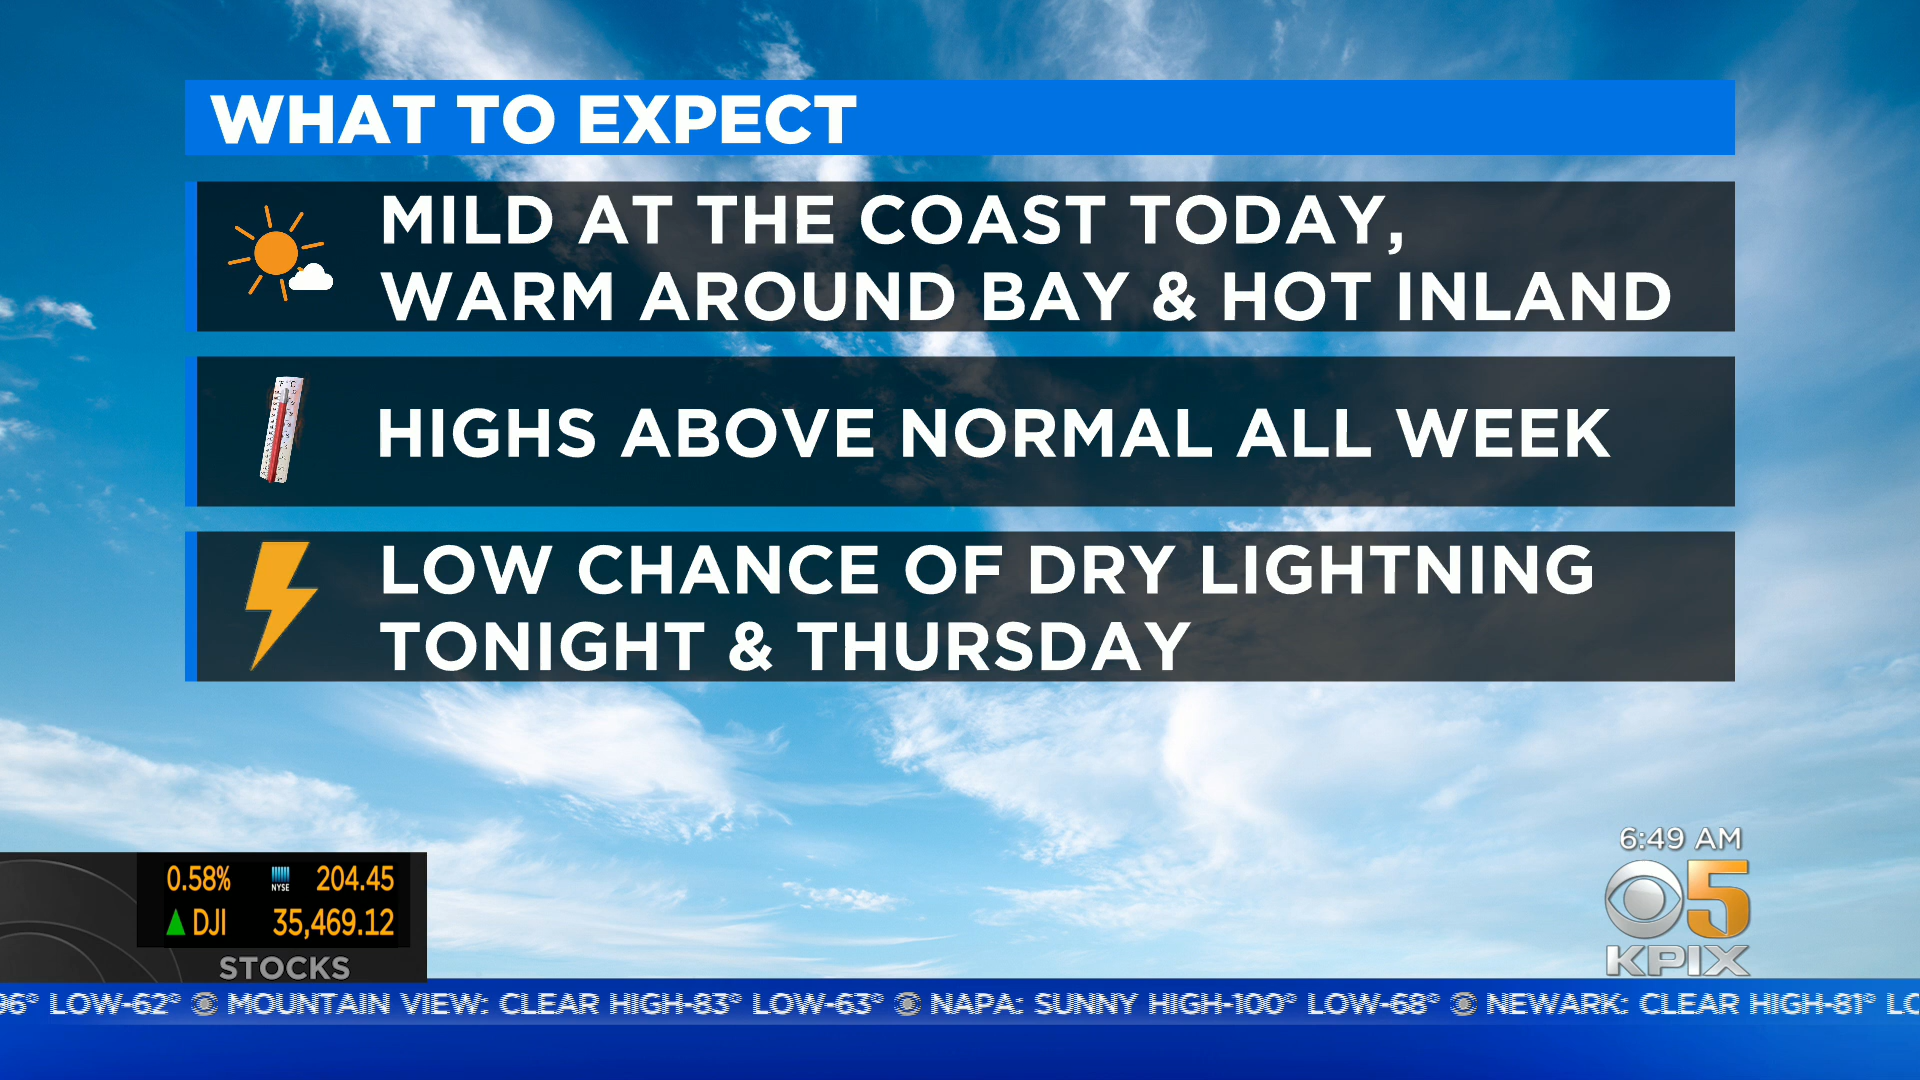 WHAT TO EXPECT
MILD AT THE COAST TODAY,
WARM AROUND BAY & HOT INLAND
HIGHS ABOVE NORMAL ALL WEEK
LOW CHANCE OF DRY LIGHTNING
TONIGHT & THURSDAY
6:49 AM
5
KPIX
0.58% NYSE 204.45
DJI 35,469.12
STOCKS
96° LOW-62° MOUNTAIN VIEW: CLEAR HIGH-83° LOW-63° NAPA: SUNNY HIGH-100° LOW-68° NEWARK: CLEAR HIGH-81°